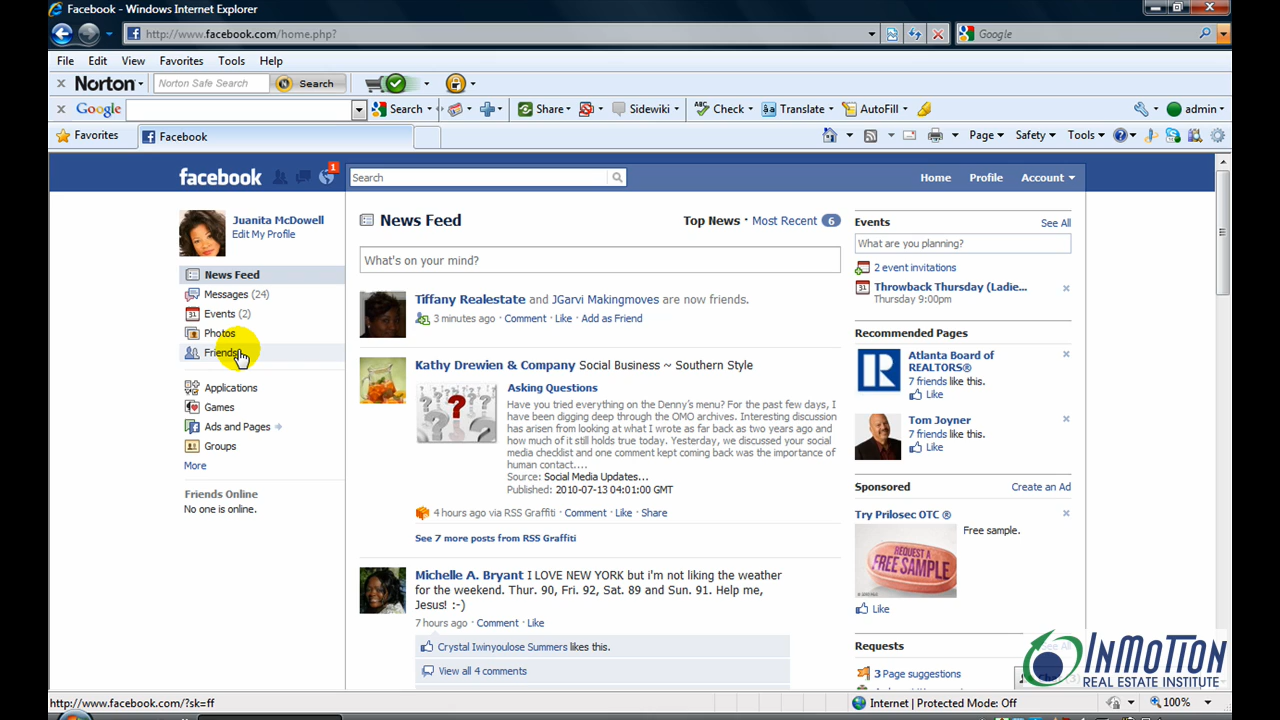 Facebook - Windows Internet Explorer
http://www.facebook.com/home.php?
Google
File Edit View Favorites Tools Help
Norton Norton Safe Search Search
Google Search Share Sidewiki Check Translate AutoFill admin
Favorites Facebook Page Safety Tools
facebook 1 Search Home Profile Account
Juanita McDowell
Edit My Profile
News Feed
Messages (24)
Events (2)
Photos
Friends
Applications
Games
Ads and Pages
Groups
More
Friends Online
No one is online.
News Feed Top News · Most Recent 6
What's on your mind?
Tiffany Realestate and JGarvi Makingmoves are now friends.
3 minutes ago · Comment · Like · Add as Friend
Kathy Drewien & Company Social Business ~ Southern Style
Asking Questions
Have you tried everything on the Denny's menu? For the past few days, I
have been digging deep through the OMO archives. Interesting discussion
has arisen from looking at what I wrote as far back as two years ago and
how much of it still holds true today. Yesterday, we discussed your social
media checklist and one comment kept coming back was the importance of
human contact....
Source: Social Media Updates...
Published: 2010-07-13 04:01:00 GMT
4 hours ago via RSS Graffiti · Comment · Like · Share
See 7 more posts from RSS Graffiti
Michelle A. Bryant I LOVE NEW YORK but i'm not liking the weather
for the weekend. Thur. 90, Fri. 92, Sat. 89 and Sun. 91. Help me,
Jesus! :-)
7 hours ago · Comment · Like
Crystal Iwinyoulose Summers likes this.
View all 4 comments
Events See All
What are you planning?
31
2 event invitations
Throwback Thursday (Ladie...
Thursday 9:00pm
Recommended Pages
R
Atlanta Board of
REALTORS®
7 friends like this.
Like
Tom Joyner
7 friends like this.
Like
Sponsored Create an Ad
Try Prilosec OTC ®
REQUEST A
FREE SAMPLE
Free sample.
Like
Requests See All
3 Page suggestions
INMOTION
REAL ESTATE INSTITUTE
http://www.facebook.com/?sk=ff Internet | Protected Mode: Off 100%